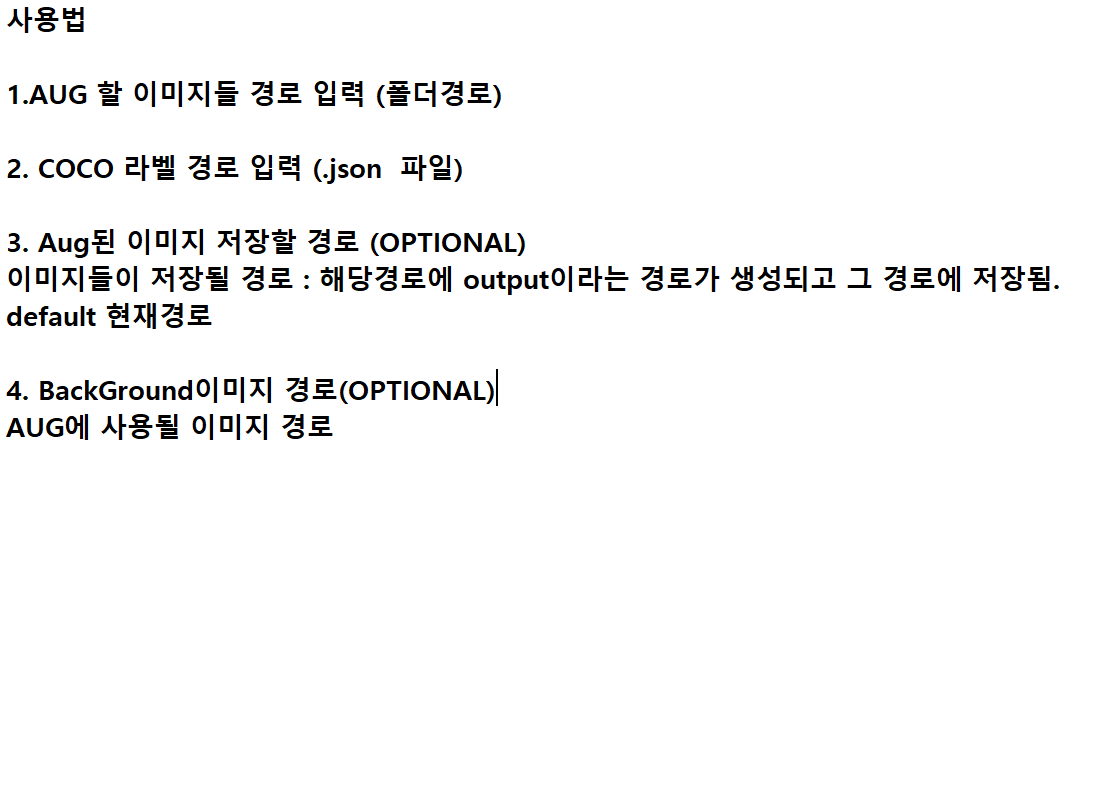 사용법
1.AUG 할 이미지들 경로 입력 (폴더경로)
2. COCO 라벨 경로 입력 (.json  파일)
3. Aug된 이미지 저장할 경로 (OPTIONAL)
이미지들이 저장될 경로 : 해당경로에 output이라는 경로가 생성되고 그 경로에 저장됨.
default 현재경로
4. BackGround이미지 경로(OPTIONAL)
AUG에 사용될 이미지 경로